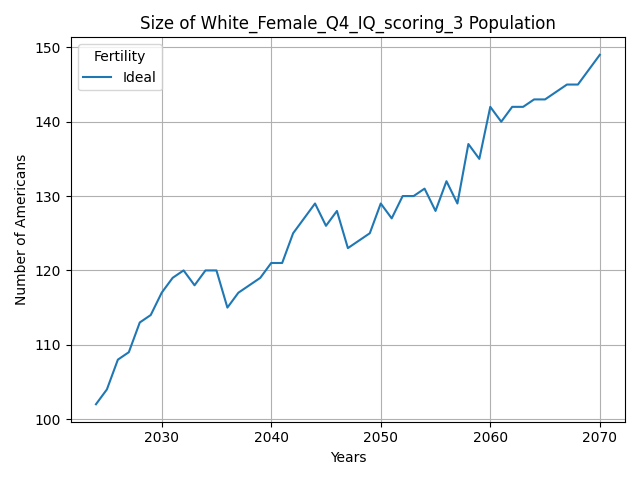 Size of White_Female_Q4_IQ_scoring_3 Population
Fertility
Ideal
Number of Americans
150
140
130
120
110
100
2030 2040 2050 2060 2070
Years